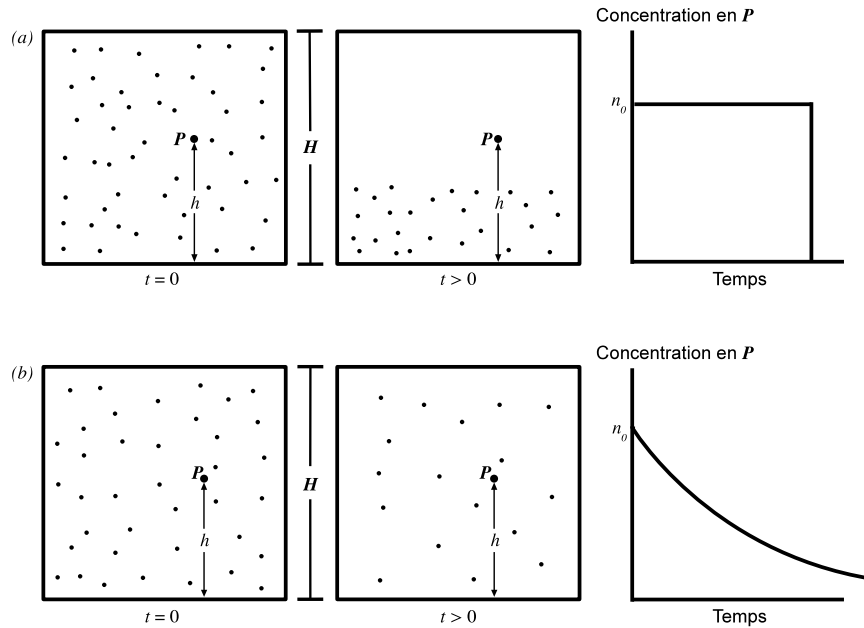 Concentration en P
(a)
n0
P
H
P
h
h
t = 0
t > 0
Temps
Concentration en P
(b)
n0
P
H
P
h
h
t = 0
t > 0
Temps